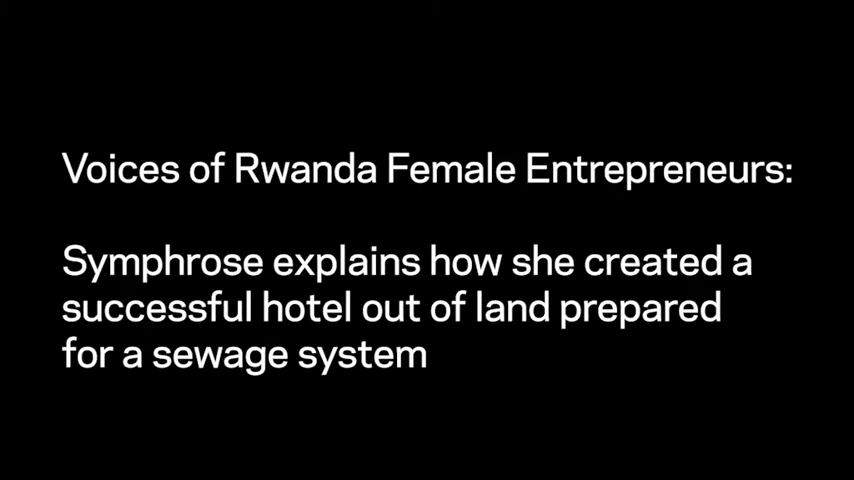 Voices of Rwanda Female Entrepreneurs:
Symphrose explains how she created a
successful hotel out of land prepared
for a sewage system